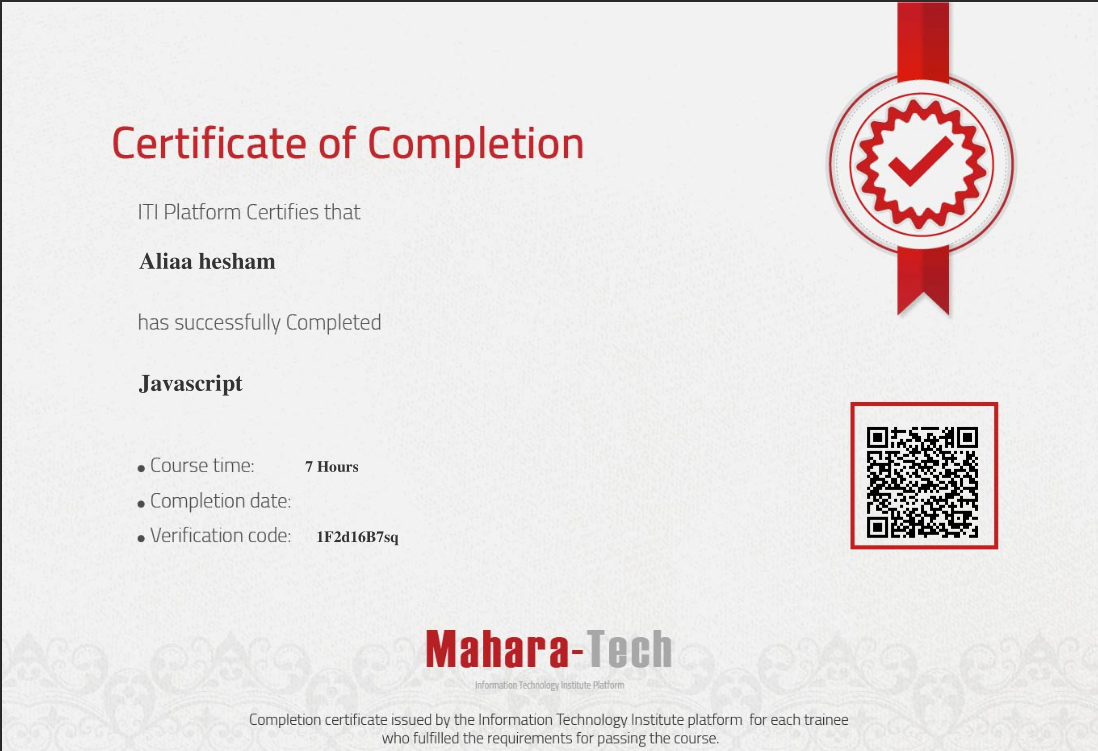 Certificate of Completion
ITI Platform Certifies that
Aliaa hesham
has successfully Completed
Javascript
Course time: 7 Hours
Completion date:
Verification code: 1F2d16B7sq
Mahara-Tech
Information Technology Institute Platform
Completion certificate issued by the Information Technology Institute platform for each trainee
who fulfilled the requirements for passing the course.